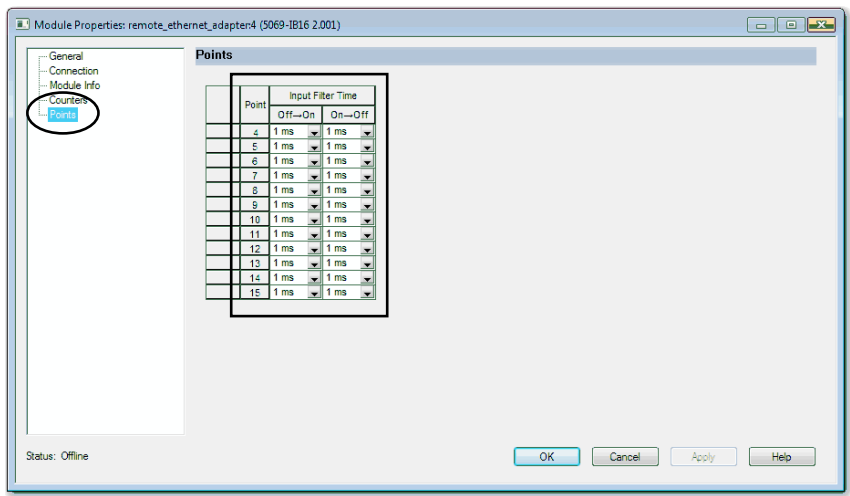 Module Properties: remote_ethernet_adapter:4 (5069-IB16 2.001)
General
Connection
Module Info
Counters
Points
Points
Point
Input Filter Time
Off→On
On→Off
4 1 ms 1 ms
5 1 ms 1 ms
6 1 ms 1 ms
7 1 ms 1 ms
8 1 ms 1 ms
9 1 ms 1 ms
10 1 ms 1 ms
11 1 ms 1 ms
12 1 ms 1 ms
13 1 ms 1 ms
14 1 ms 1 ms
15 1 ms 1 ms
Status: Offline
OK
Cancel
Apply
Help